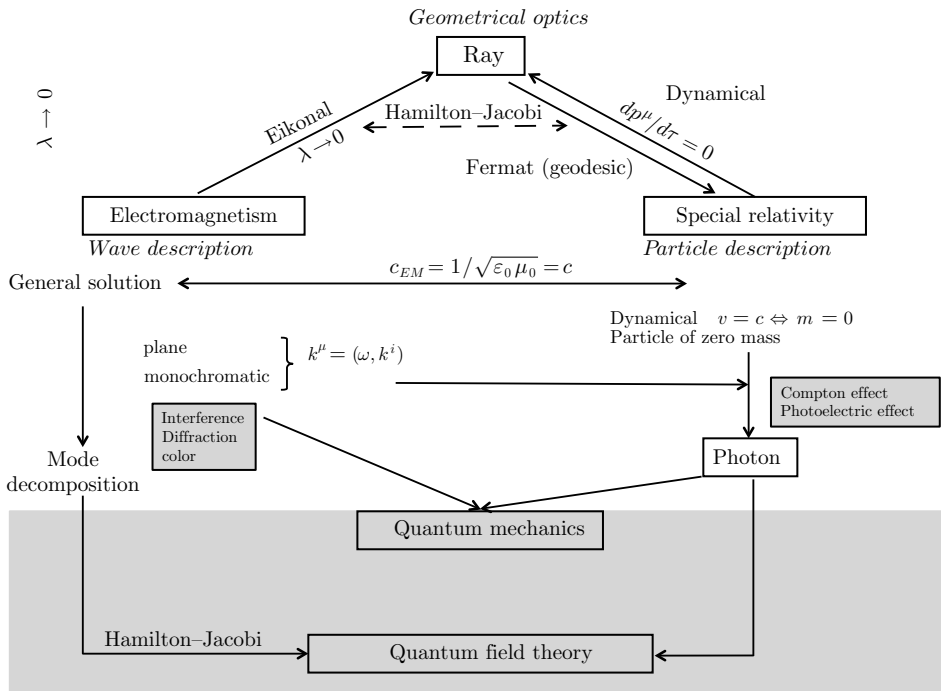 Geometrical optics
Ray
Dynamical
dp^μ/dτ = 0
λ → 0
Eikonal
λ → 0
Hamilton–Jacobi
Fermat (geodesic)
Electromagnetism
Special relativity
Wave description
Particle description
c_EM = 1/√ε₀ μ₀ = c
General solution
Dynamical v = c ⇔ m = 0
Particle of zero mass
plane
monochromatic
k^μ = (ω, k^i)
Compton effect
Photoelectric effect
Interference
Diffraction
color
Mode
decomposition
Photon
Quantum mechanics
Hamilton–Jacobi
Quantum field theory